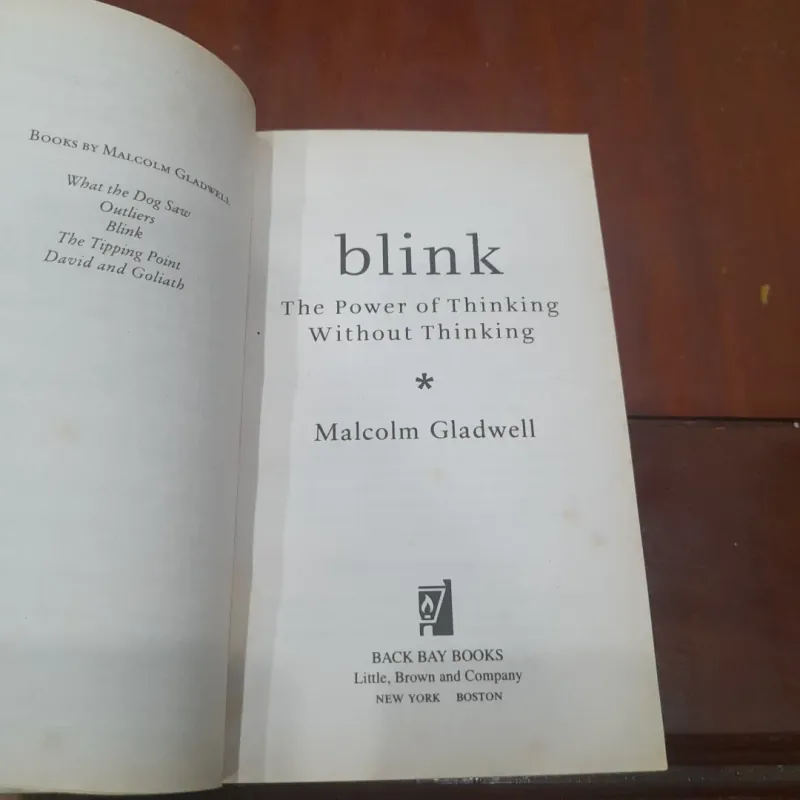 BOOKS BY MALCOLM GLADWELL
What the Dog Saw
Outliers
Blink
The Tipping Point
David and Goliath
blink
The Power of Thinking
Without Thinking
*
Malcolm Gladwell
BACK BAY BOOKS
Little, Brown and Company
NEW YORK BOSTON